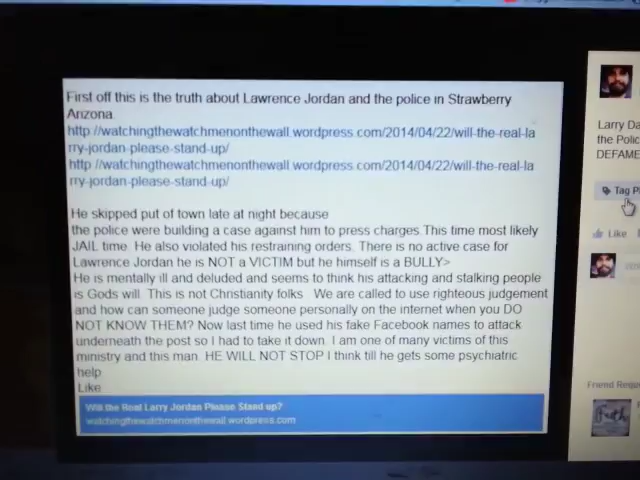 First off this is the truth about Lawrence Jordan and the police in Strawberry
Arizona.
http://watchingthewatchmenonthewall.wordpress.com/2014/04/22/will-the-real-la
rry-jordan-please-stand-up/
http://watchingthewatchmenonthewall.wordpress.com/2014/04/22/will-the-real-la
rry-jordan-please-stand-up/
He skipped put of town late at night because
the police were building a case against him to press charges.This time most likely
JAIL time. He also violated his restraining orders. There is no active case for
Lawrence Jordan he is NOT a VICTIM but he himself is a BULLY>
He is mentally ill and deluded and seems to think his attacking and stalking people
is Gods will. This is not Christianity folks. We are called to use righteous judgement
and how can someone judge someone personally on the internet when you DO
NOT KNOW THEM? Now last time he used his fake Facebook names to attack
underneath the post so I had to take it down. I am one of many victims of this
ministry and this man. HE WILL NOT STOP I think till he gets some psychiatric
help
Like
Will the Real Larry Jordan Please Stand up?
watchingthewatchmenonthewall.wordpress.com
Larry Da
the Polic
DEFAME
Tag P
Like
Friend Reque
Faith